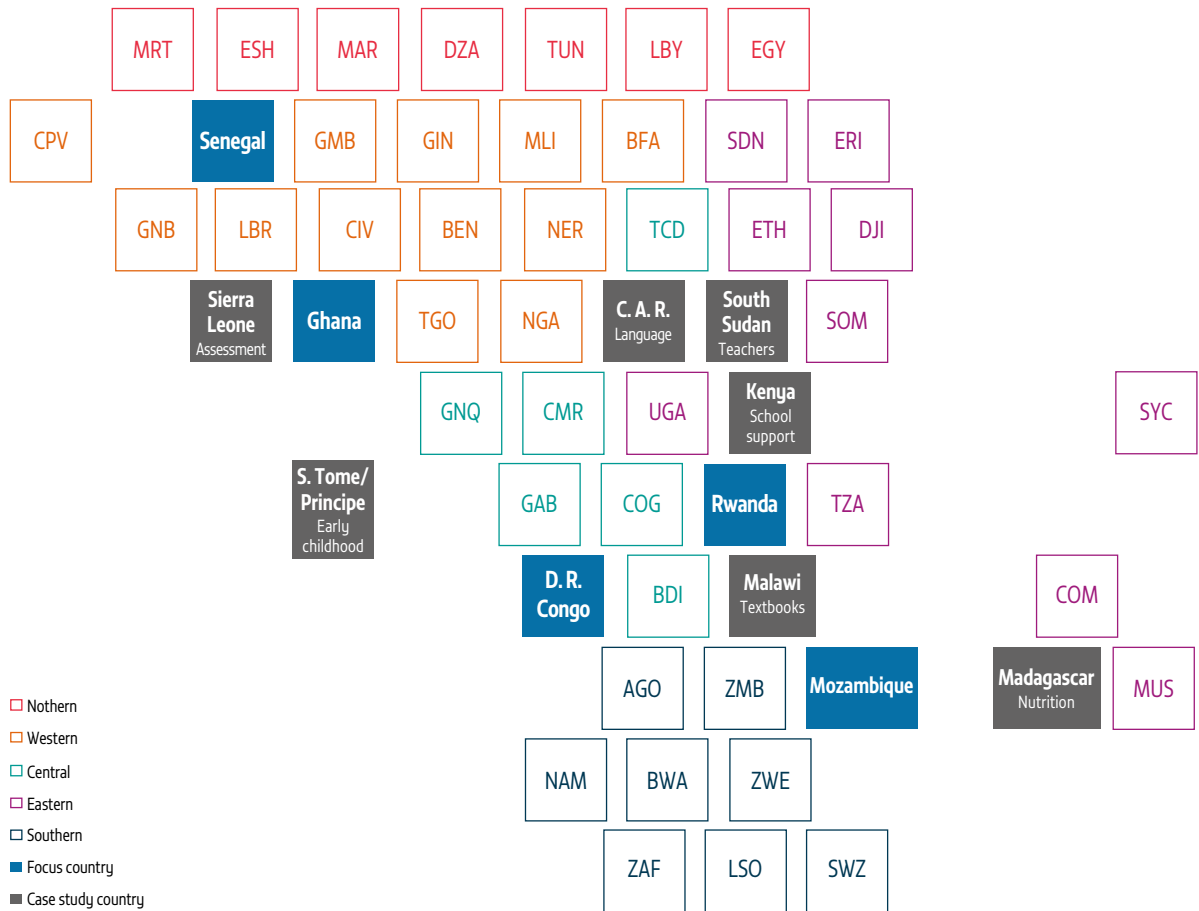 MRT ESH MAR DZA TUN LBY EGY
CPV Senegal GMB GIN MLI BFA SDN ERI
GNB LBR CIV BEN NER TCD ETH DJI
Sierra
Leone
Assessment
Ghana
TGO
NGA
C. A. R.
Language
South
Sudan
Teachers
SOM
GNQ
CMR
UGA
Kenya
School
support
SYC
S. Tome/
Principe
Early
childhood
GAB
COG
Rwanda
TZA
D. R.
Congo
BDI
Malawi
Textbooks
COM
AGO
ZMB
Mozambique
Madagascar
Nutrition
MUS
NAM BWA ZWE
ZAF LSO SWZ
Nothern
Western
Central
Eastern
Southern
Focus country
Case study country